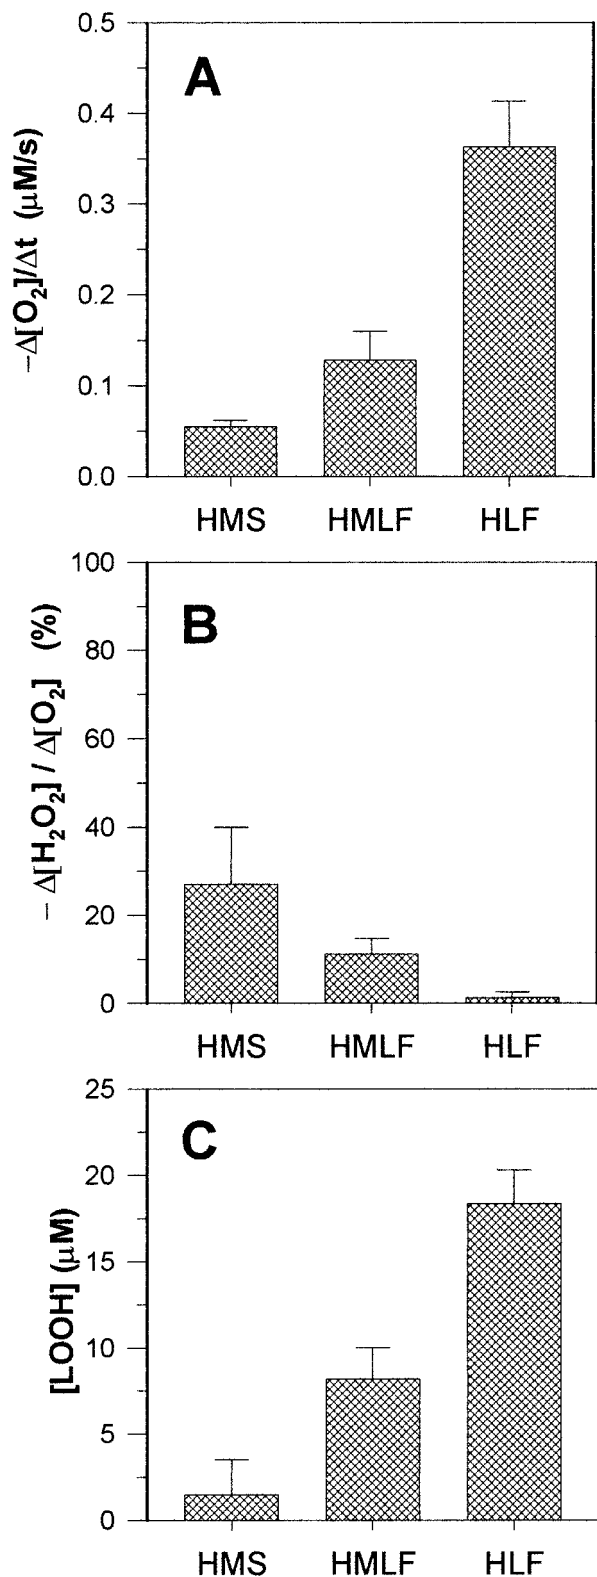 A
−Δ[O₂]/Δt (μM/s)
0.5
0.4
0.3
0.2
0.1
0.0
HMS HMLF HLF
B
− Δ[H₂O₂] / Δ[O₂] (%)
100
80
60
40
20
0
HMS HMLF HLF
C
[LOOH] (μM)
25
20
15
10
5
0
HMS HMLF HLF